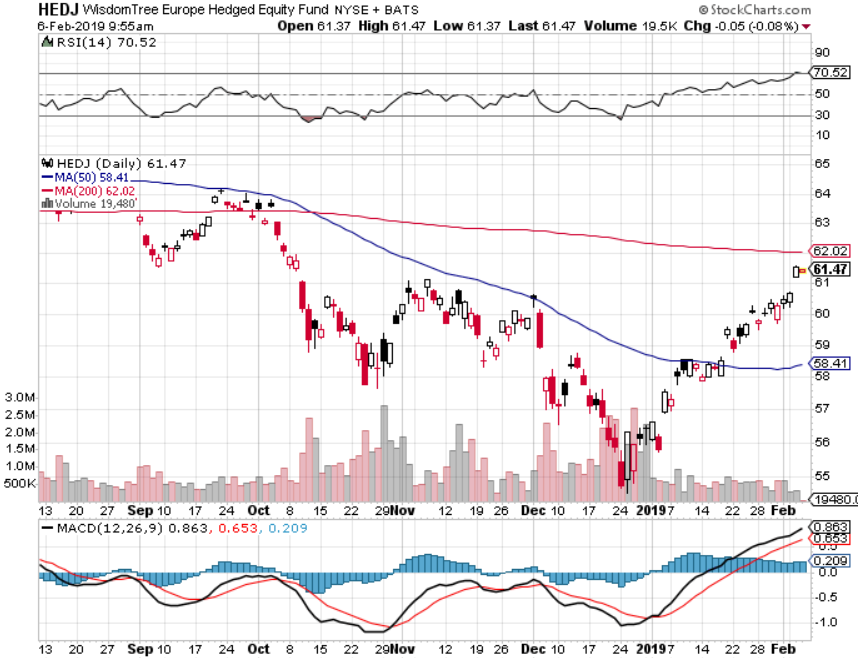 HEDJ WisdomTree Europe Hedged Equity Fund NYSE + BATS © StockCharts.com
6-Feb-2019 9:55am Open 61.37 High 61.47 Low 61.37 Last 61.47 Volume 19.5K Chg -0.05 (-0.08%)
RSI(14) 70.52
90
70.52
50
30
10
HEDJ (Daily) 61.47
MA(50) 58.41
MA(200) 62.02
Volume 19,480
65
64
63
62.02
61.47
61
60
59
58.41
58
57
56
55
3.0M
2.5M
2.0M
1.5M
1.0M
500K
19480.0
13 20 27 Sep 10 17 24 Oct 8 15 22 29 Nov 12 19 26 Dec 10 17 24 2019 7 14 22 28 Feb
MACD(12,26,9) 0.863, 0.653, 0.209
0.863
0.653
0.5
0.209
0.0
-0.5
-1.0
13 20 27 Sep 10 17 24 Oct 8 15 22 29 Nov 12 19 26 Dec 10 17 24 2019 7 14 22 28 Feb